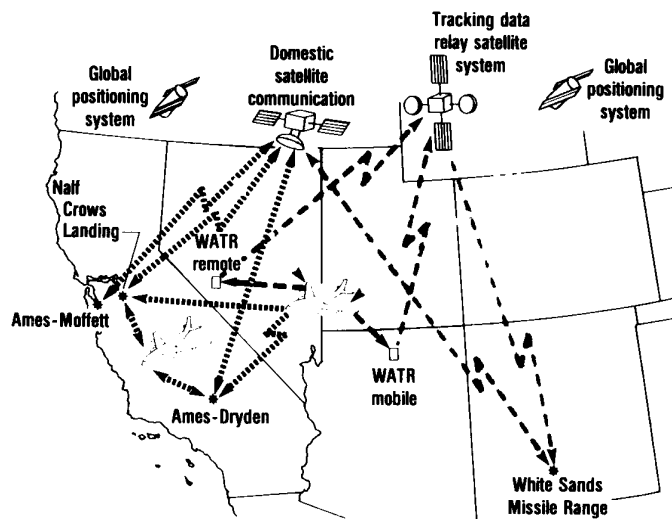 Global
positioning
system
Domestic
satellite
communication
Tracking data
relay satellite
system
Global
positioning
system
Nalf
Crows
Landing
WATR
remote
Ames-Moffett
Ames-Dryden
WATR
mobile
White Sands
Missile Range